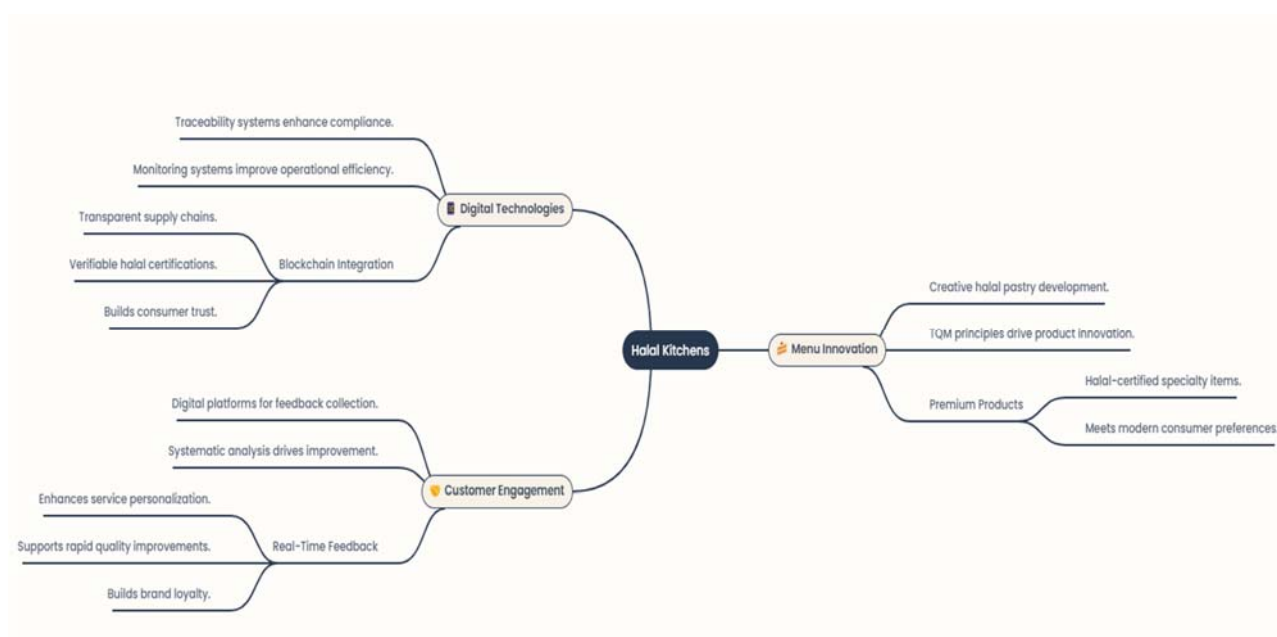 Traceability systems enhance compliance.
Monitoring systems improve operational efficiency.
Digital Technologies
Transparent supply chains.
Verifiable halal certifications.
Blockchain Integration
Builds consumer trust.
Halal Kitchens
Creative halal pastry development.
TQM principles drive product innovation.
Menu Innovation
Halal-certified specialty items.
Premium Products
Meets modern consumer preferences
Digital platforms for feedback collection.
Systematic analysis drives improvement.
Customer Engagement
Enhances service personalization.
Supports rapid quality improvements.
Real-Time Feedback
Builds brand loyalty.